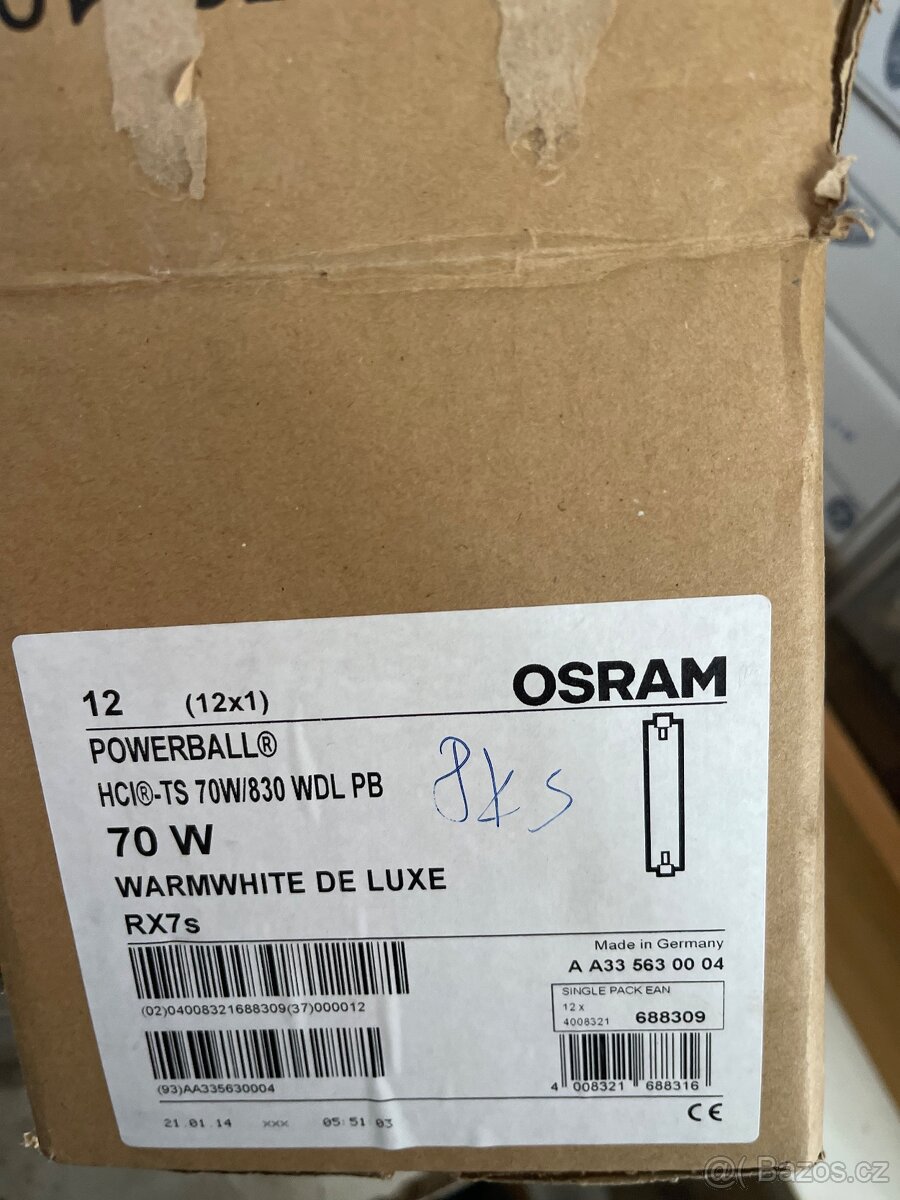 12 (12x1) OSRAM
POWERBALL®
HCI®-TS 70W/830 WDL PB
8ks
70 W
WARMWHITE DE LUXE
RX7s
Made in Germany
A A33 563 00 04
SINGLE PACK EAN
12 x
4008321 688309
(02)04008321688309(37)000012
4 008321 688316
(93)AA335630004
21.01.14 xxx 05:51 03
CE
@( Bazos.cz